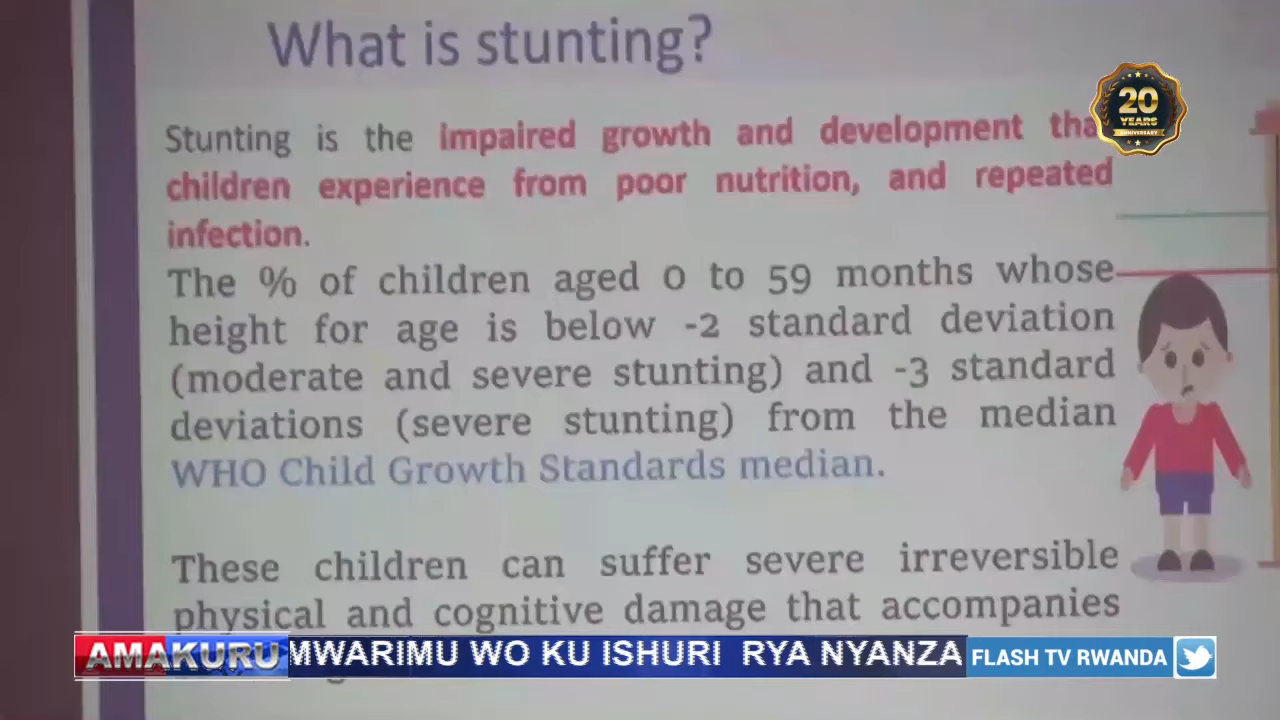 What is stunting?
20
YEARS
ANNIVERSARY
Stunting is the impaired growth and development tha
children experience from poor nutrition, and repeated
infection.
The % of children aged 0 to 59 months whose
height for age is below -2 standard deviation
(moderate and severe stunting) and -3 standard
deviations (severe stunting) from the median
WHO Child Growth Standards median.
These children can suffer severe irreversible
physical and cognitive damage that accompanies
AMAKURU MWARIMU WO KU ISHURI RYA NYANZA FLASH TV RWANDA